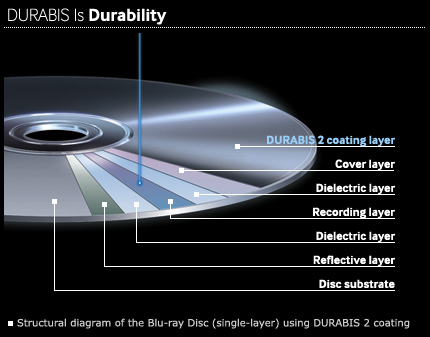 DURABIS Is Durability
DURABIS 2 coating layer
Cover layer
Dielectric layer
Recording layer
Dielectric layer
Reflective layer
Disc substrate
Structural diagram of the Blu-ray Disc (single-layer) using DURABIS 2 coating